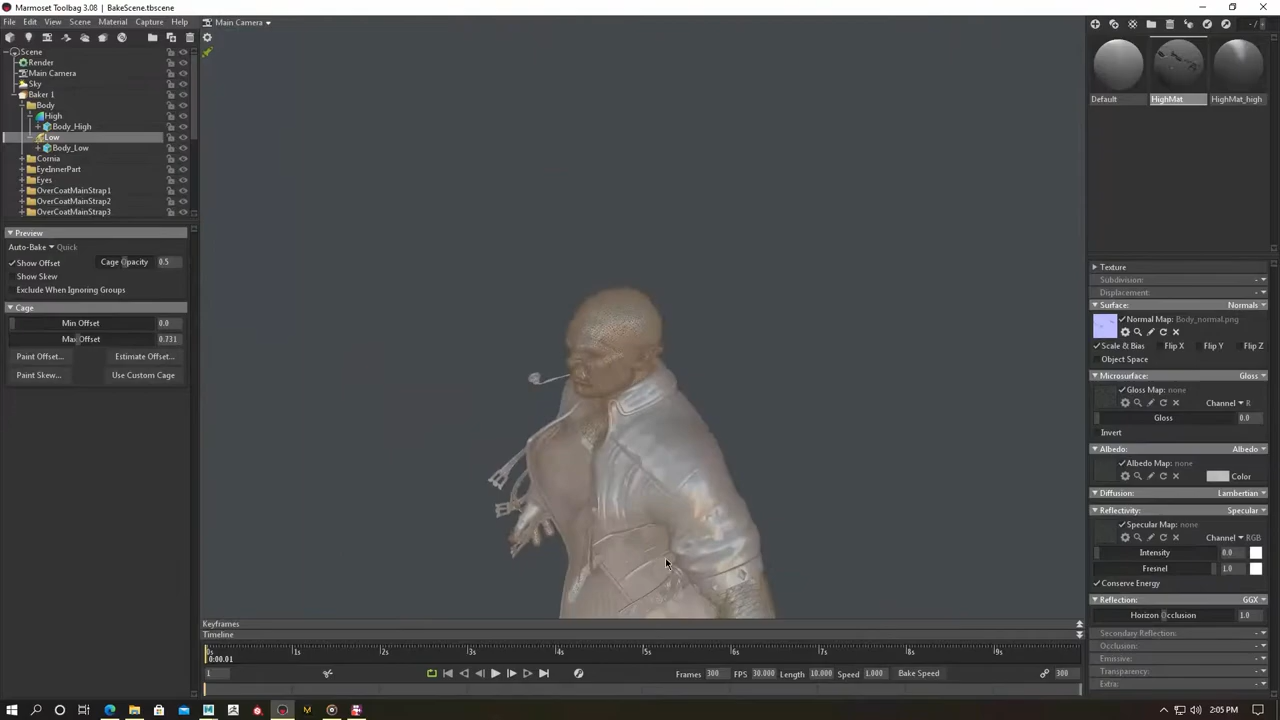 Marmoset Toolbag 3.08 | BakeScene.tbscene
File Edit View Scene Material Capture Help
Main Camera
- /
Scene
Render
Main Camera
Sky
Baker 1
Body
High
Body_High
Low
Body_Low
Cornia
EyeInnerPart
Eyes
OverCoatMainStrap1
OverCoatMainStrap2
OverCoatMainStrap3
Preview
Auto-Bake Quick
Show Offset Cage Opacity 0.5
Show Skew
Exclude When Ignoring Groups
Cage
Min Offset 0.0
Max Offset 0.731
Paint Offset... Estimate Offset...
Paint Skew... Use Custom Cage
Default HighMat HighMat_high
Texture
Subdivision: -
Displacement: -
Surface: Normals
Normal Map: Body_normal.png
Scale & Bias Flip X Flip Y Flip Z
Object Space
Microsurface: Gloss
Gloss Map: none
Channel R
Gloss 0.0
Invert
Albedo: Albedo
Albedo Map: none
Color
Diffusion: Lambertian
Reflectivity: Specular
Specular Map: none
Channel RGB
Intensity 0.0
Fresnel 1.0
Conserve Energy
Reflection: GGX
Horizon Occlusion 1.0
Secondary Reflection: -
Occlusion: -
Emissive: -
Transparency: -
Extra: -
Keyframes
Timeline
0s 1s 2s 3s 4s 5s 6s 7s 8s 9s
0:00.01
1 Frames 300 FPS 30.000 Length 10.000 Speed 1.000 Bake Speed 300
2:05 PM